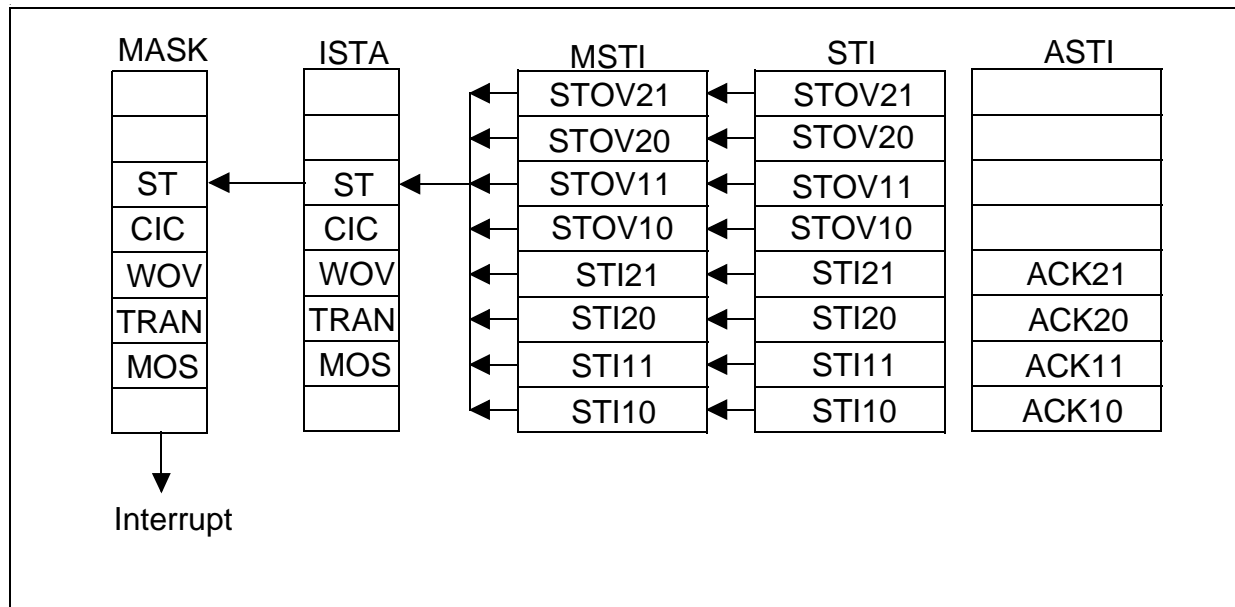 MASK ISTA MSTI STI ASTI
STOV21 STOV21
STOV20 STOV20
ST ST STOV11 STOV11
CIC CIC STOV10 STOV10
WOV WOV STI21 STI21 ACK21
TRAN TRAN STI20 STI20 ACK20
MOS MOS STI11 STI11 ACK11
STI10 STI10 ACK10
Interrupt